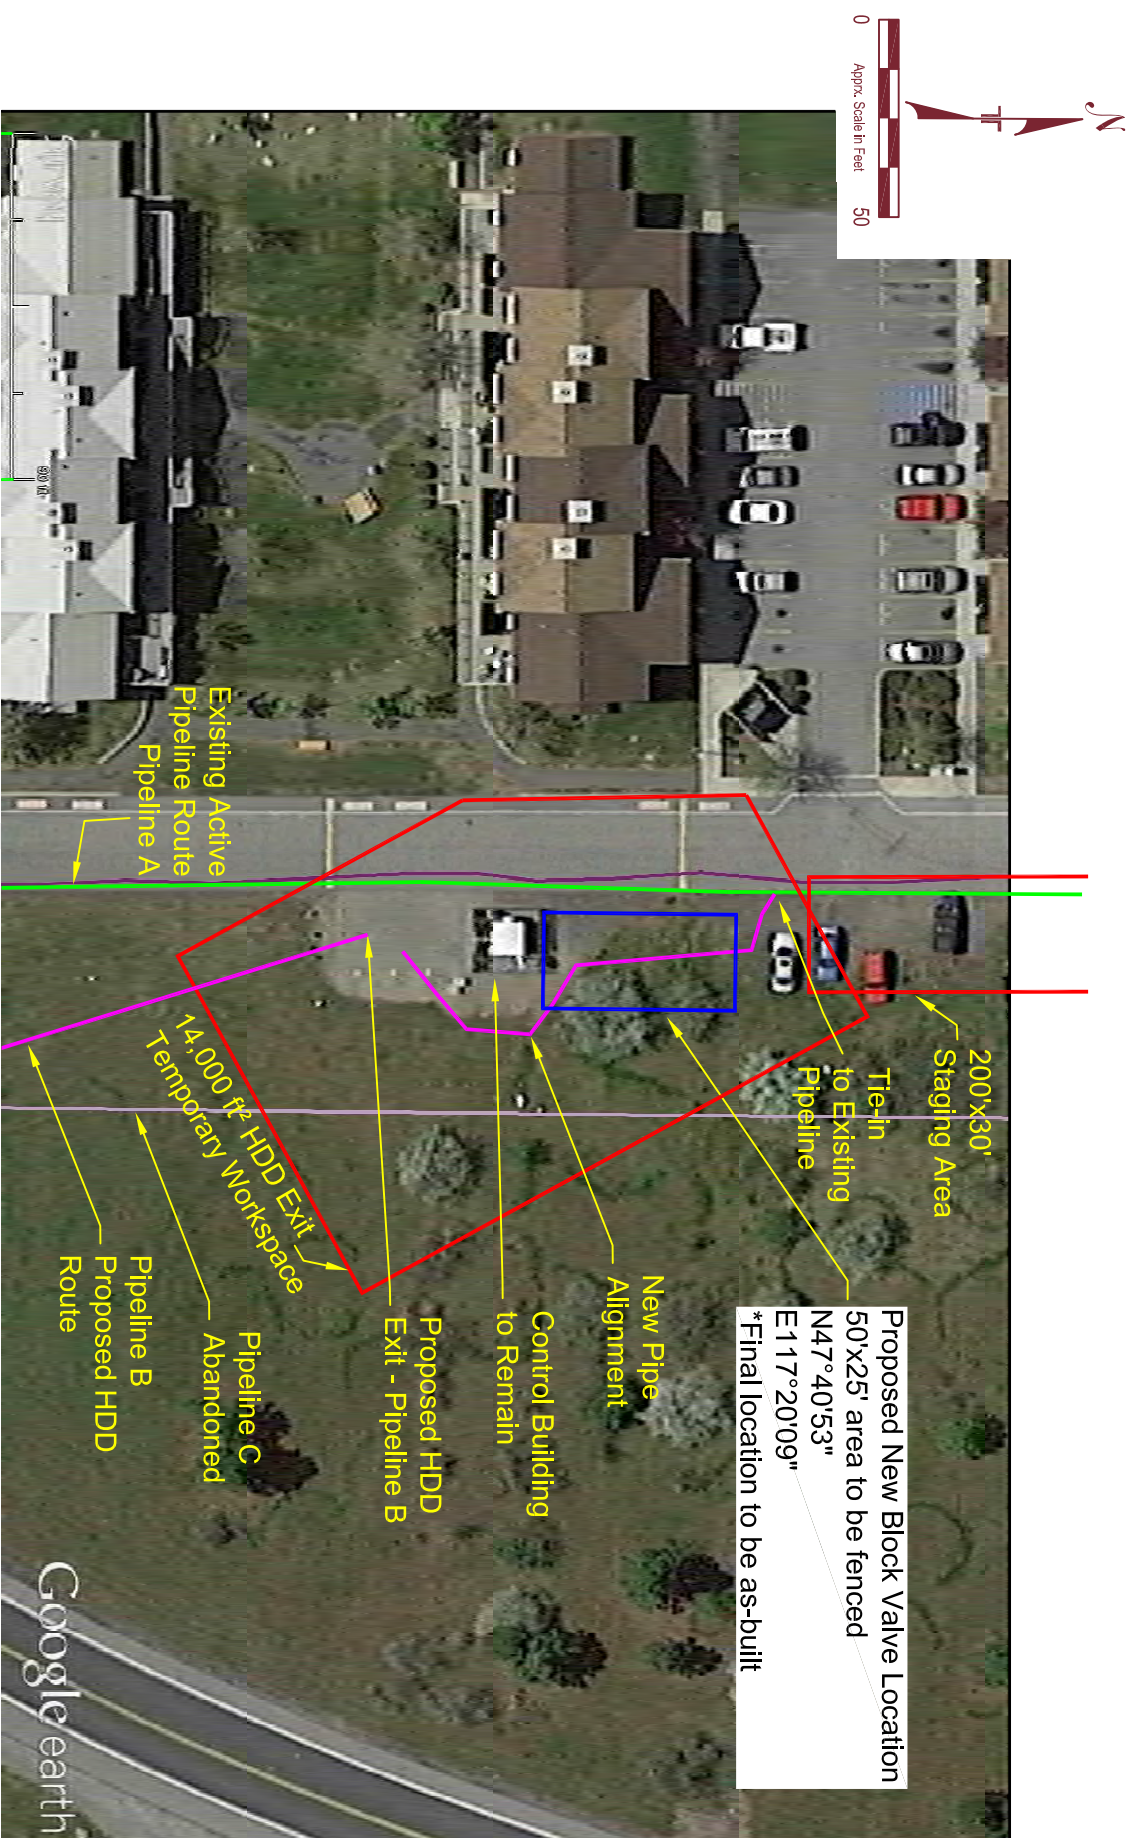 N
0
50
Apprx. Scale in Feet
200'x30'
Staging Area
Tie-in
to Existing
Pipeline
Proposed New Block Valve Location
50'x25' area to be fenced
N47°40'53"
E117°20'09"
*Final location to be as-built
New Pipe
Alignment
Control Building
to Remain
Proposed HDD
Exit - Pipeline B
Existing Active
Pipeline Route
Pipeline A
14,000 ft² HDD Exit
Temporary Workspace
Pipeline C
Abandoned
Pipeline B
Proposed HDD
Route
90 ft
Google earth